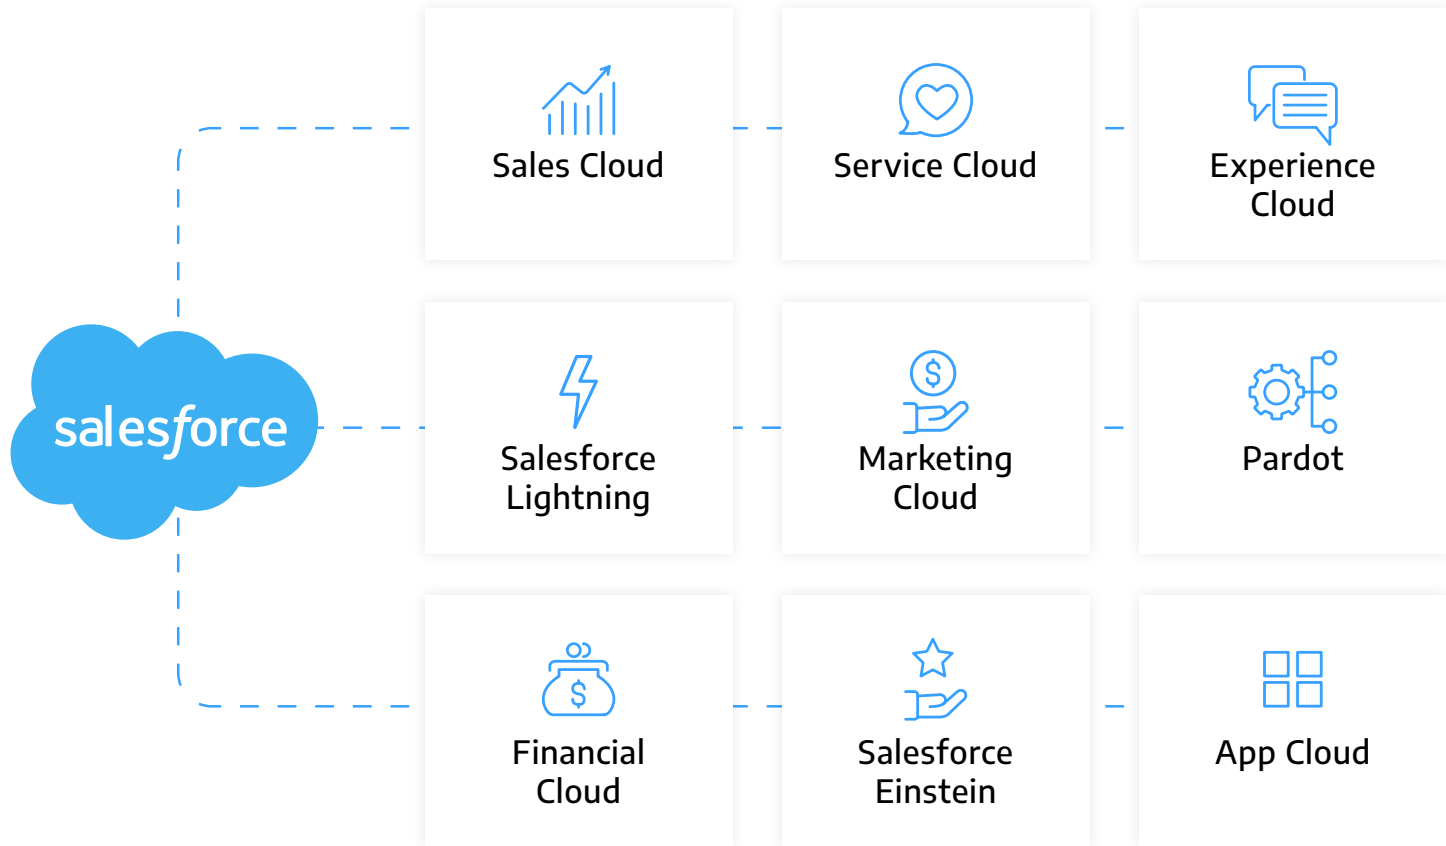 Sales Cloud
Service Cloud
Experience
Cloud
salesforce
Salesforce
Lightning
Marketing
Cloud
Pardot
$
Financial
Cloud
$
Salesforce
Einstein
App Cloud